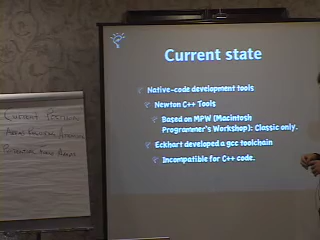 Current state
Native-code development tools
Newton C++ Tools
Based on MPW (Macintosh
Programmer's Workshop): Classic only.
Eckhart developed a gcc toolchain
Incompatible for C++ code.
CURRENT